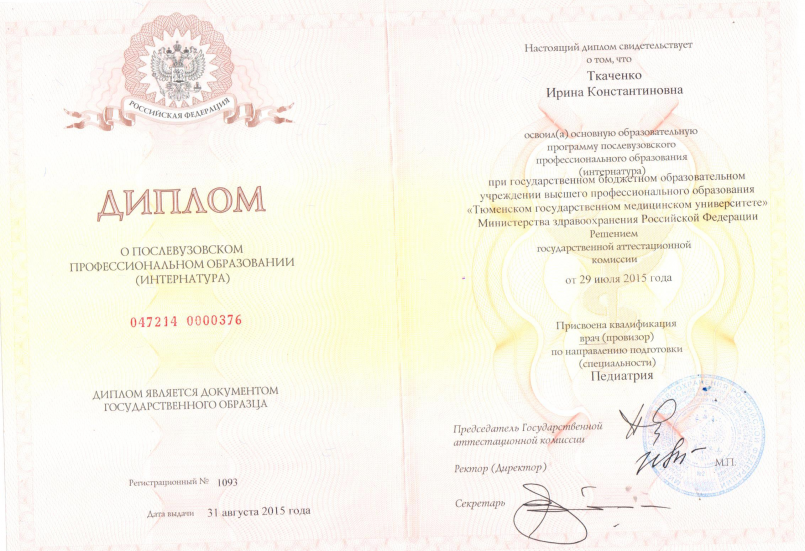 РОССИЙСКАЯ ФЕДЕРАЦИЯ
ДИПЛОМ
О ПОСЛЕВУЗОВСКОМ
ПРОФЕССИОНАЛЬНОМ ОБРАЗОВАНИИ
(ИНТЕРНАТУРА)
047214 0000376
ДИПЛОМ ЯВЛЯЕТСЯ ДОКУМЕНТОМ
ГОСУДАРСТВЕННОГО ОБРАЗЦА
Регистрационный № 1093
Дата выдачи 31 августа 2015 года
Настоящий диплом свидетельствует
о том, что
Ткаченко
Ирина Константиновна
освоил(а) основную образовательную
программу послевузовского
профессионального образования
(интернатура)
при государственном бюджетном образовательном
учреждении высшего профессионального образования
«Тюменском государственном медицинском университете»
Министерства здравоохранения Российской Федерации
Решением
государственной аттестационной
комиссии
от 29 июля 2015 года
Присвоена квалификация
врач (провизор)
по направлению подготовки
(специальности)
Педиатрия
Председатель Государственной
аттестационной комиссии
Ректор (Директор)
М.П.
Секретарь